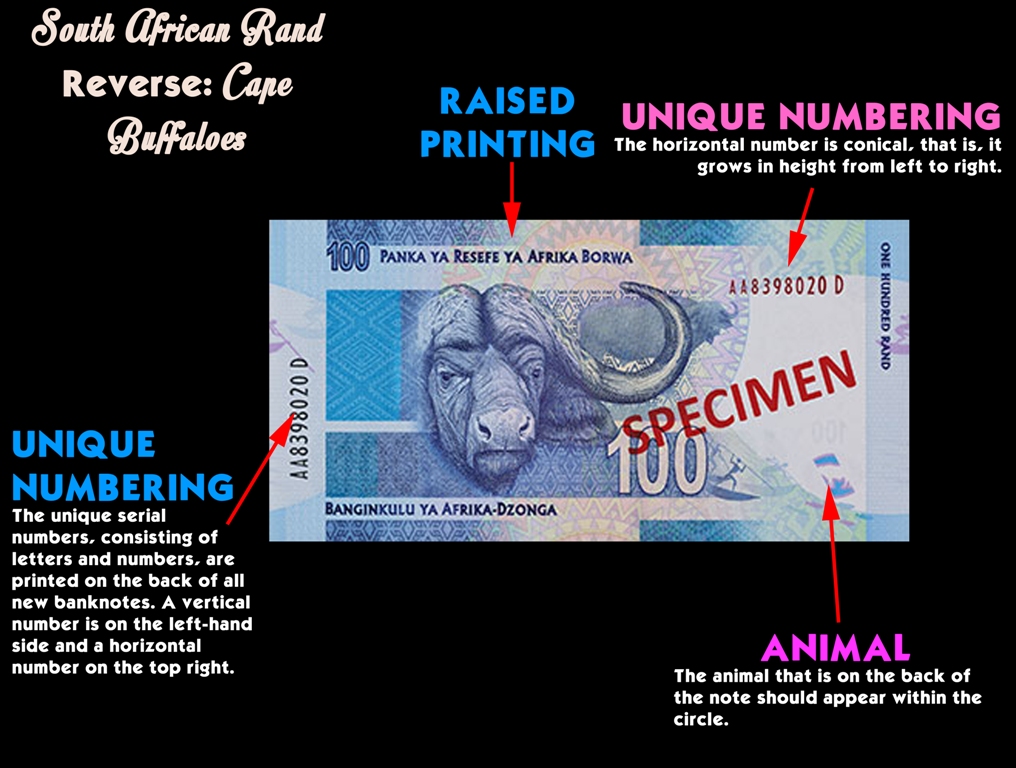 South African Rand
Reverse: Cape
Buffaloes
RAISED
PRINTING
UNIQUE NUMBERING
The horizontal number is conical, that is, it
grows in height from left to right.
100 PANKA YA RESEFE YA AFRIKA BORWA
AA8398020 D
ONE HUNDRED RAND
AA8398020 D
SPECIMEN
100
100
BANGINKULU YA AFRIKA-DZONGA
UNIQUE
NUMBERING
The unique serial
numbers, consisting of
letters and numbers, are
printed on the back of all
new banknotes. A vertical
number is on the left-hand
side and a horizontal
number on the top right.
ANIMAL
The animal that is on the back of
the note should appear within the
circle.